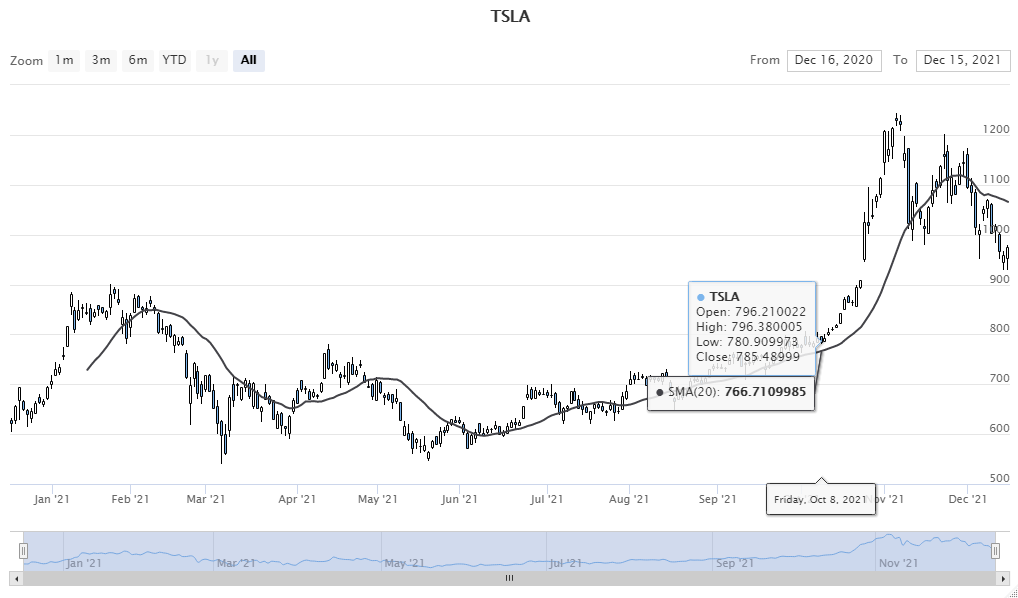 TSLA
Zoom 1m 3m 6m YTD 1y All From Dec 16, 2020 To Dec 15, 2021
1200
1100
1000
900
800
700
600
500
TSLA
Open: 796.210022
High: 796.380005
Low: 780.909973
Close: 785.48999
SMA(20): 766.7109985
Jan '21 Feb '21 Mar '21 Apr '21 May '21 Jun '21 Jul '21 Aug '21 Sep '21 Nov '21 Dec '21
Friday, Oct 8, 2021
Jan '21 Mar '21 May '21 Jul '21 Sep '21 Nov '21